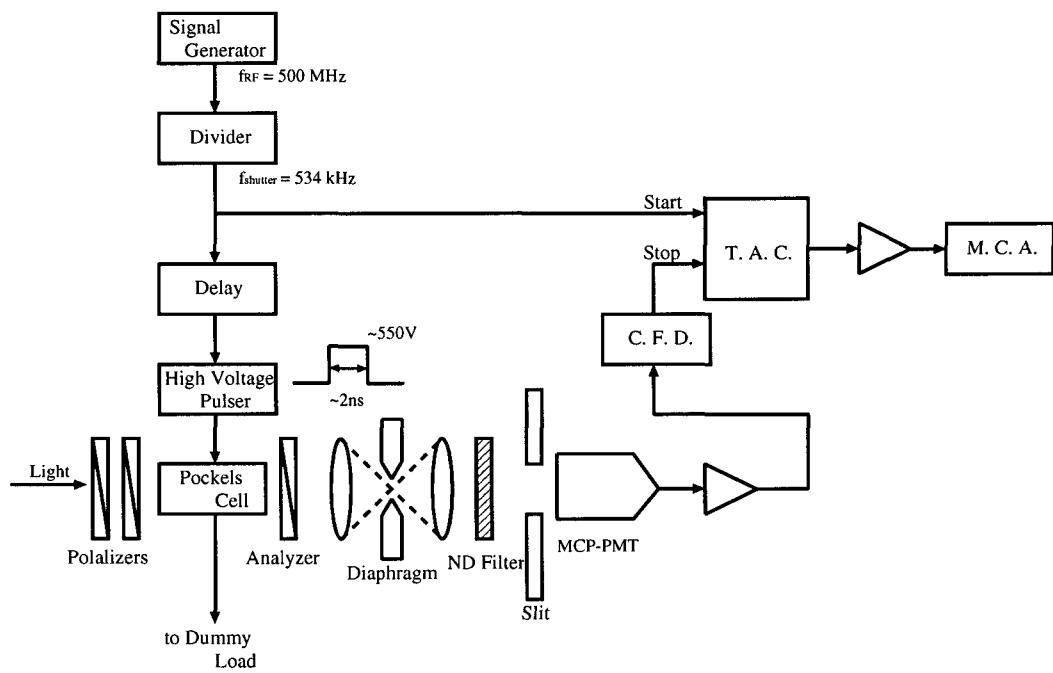 Signal
Generator
fRF = 500 MHz
Divider
fshutter = 534 kHz
Start
Stop
T. A. C.
M. C. A.
Delay
C. F. D.
~550V
High Voltage
Pulser
~2ns
Light
Pockels
Cell
Polalizers
Analyzer
Diaphragm
ND Filter
MCP-PMT
Slit
to Dummy
Load